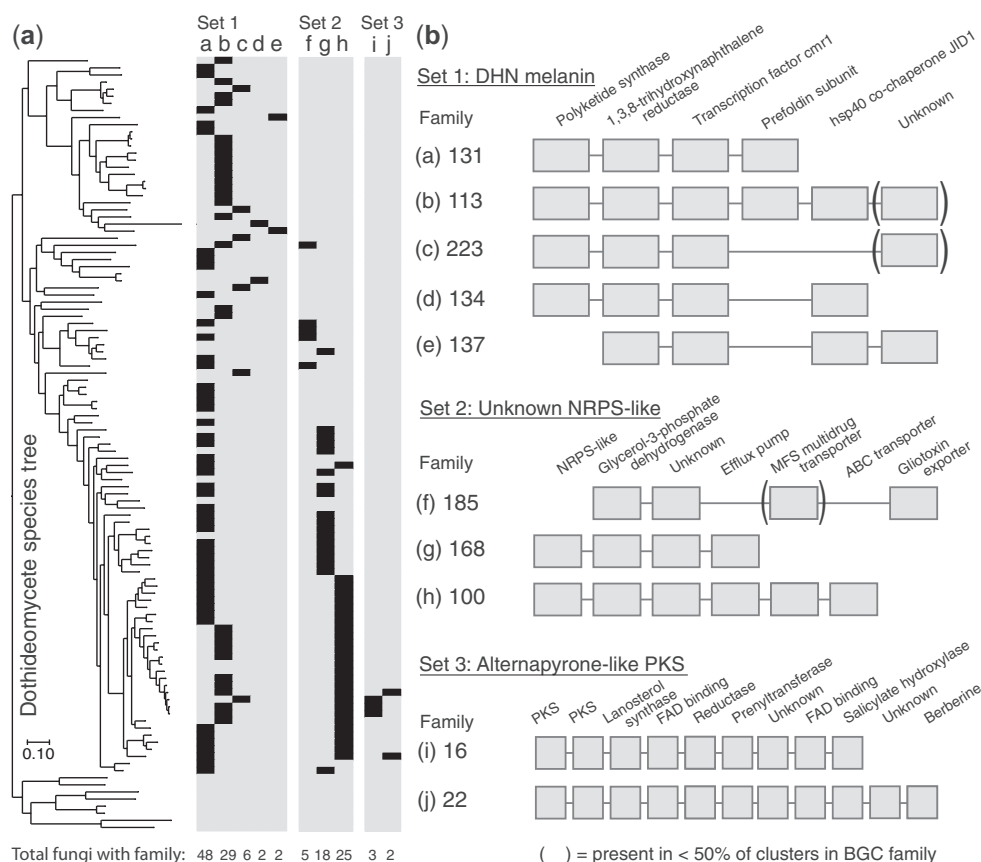 (a)
Set 1
Set 2
Set 3
a b c d e
f g h
i j
Dothideomycete species tree
0.10
Total fungi with family: 48 29 6 2 2 5 18 25 3 2
(b)
Set 1: DHN melanin
Polyketide synthase
1,3,8-trihydroxynaphthalene
reductase
Transcription factor cmr1
Prefoldin subunit
hsp40 co-chaperone JID1
Unknown
Family
(a) 131
(b) 113
( )
(c) 223
( )
(d) 134
(e) 137
Set 2: Unknown NRPS-like
NRPS-like
Glycerol-3-phosphate
dehydrogenase
Unknown
Efflux pump
MFS multidrug
transporter
ABC transporter
Gliotoxin
exporter
Family
(f) 185
( )
(g) 168
(h) 100
Set 3: Alternapyrone-like PKS
PKS
PKS
Lanosterol
synthase
FAD binding
Reductase
Prenyltransferase
Unknown
FAD binding
Salicylate hydroxylase
Unknown
Berberine
Family
(i) 16
(j) 22
( ) = present in < 50% of clusters in BGC family